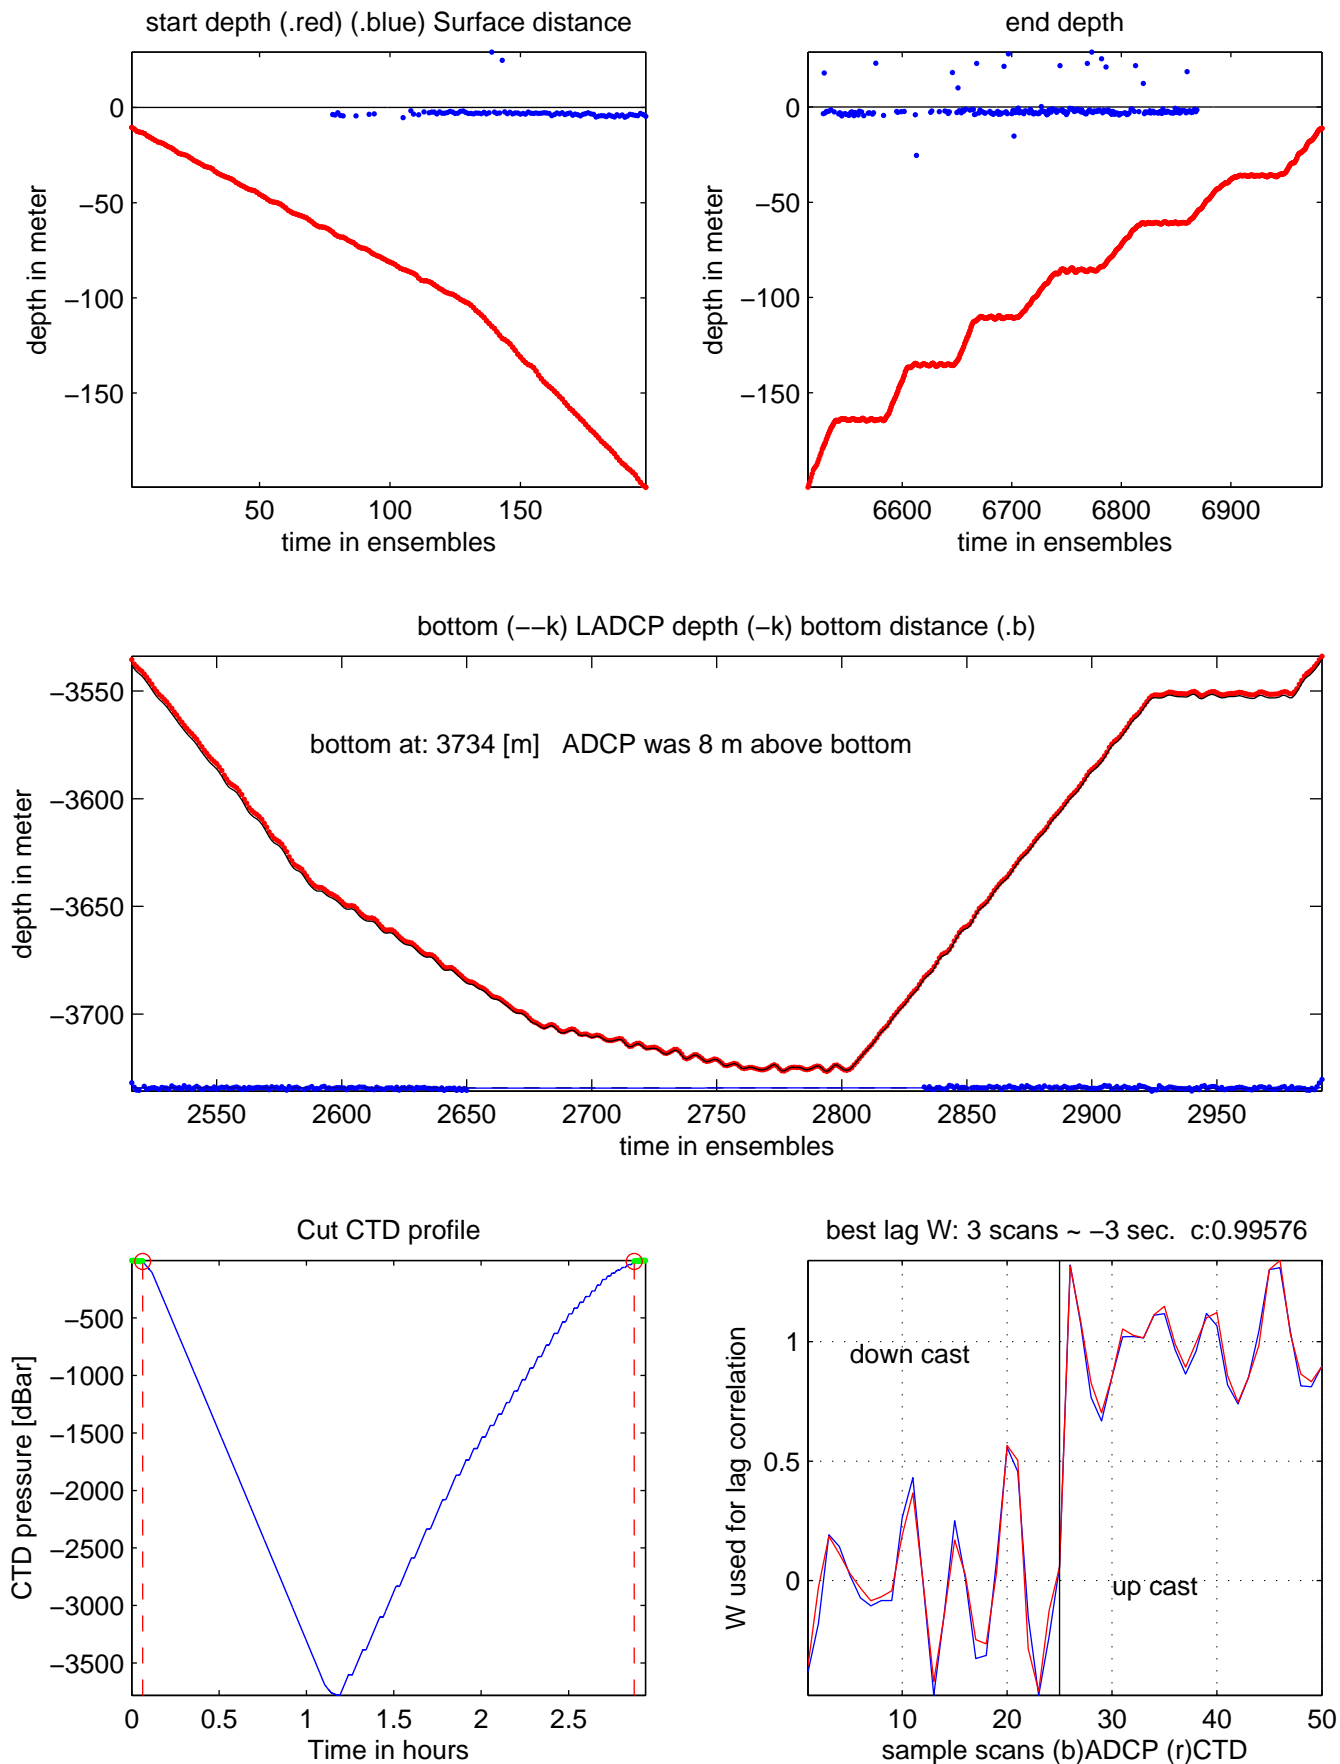 start depth (.red) (.blue) Surface distance
0
−50
−100
−150
depth in meter
50
100
150
time in ensembles
end depth
0
−50
−100
−150
depth in meter
6600
6700
6800
6900
time in ensembles
bottom (−−k) LADCP depth (−k) bottom distance (.b)
−3550
−3600
−3650
−3700
depth in meter
bottom at: 3734 [m]   ADCP was 8 m above bottom
2550
2600
2650
2700
2750
2800
2850
2900
2950
time in ensembles
Cut CTD profile
−500
−1000
−1500
−2000
−2500
−3000
−3500
CTD pressure [dBar]
0
0.5
1
1.5
2
2.5
Time in hours
best lag W: 3 scans ~ −3 sec.  c:0.99576
1
0.5
0
W used for lag correlation
down cast
up cast
10
20
30
40
50
sample scans (b)ADCP (r)CTD